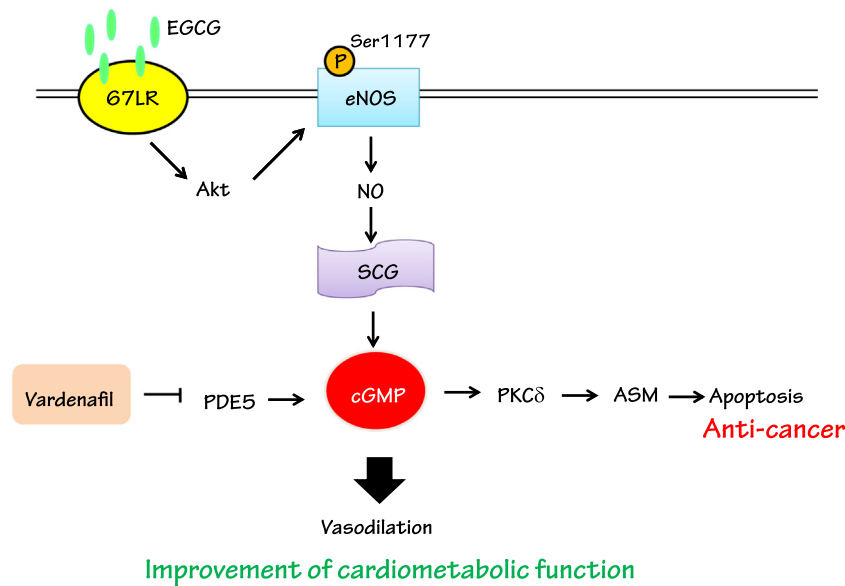 EGCG
Ser1177
P
67LR
eNOS
Akt
NO
SCG
Vardenafil
PDE5
cGMP
PKCδ
ASM
Apoptosis
Anti-cancer
Vasodilation
Improvement of cardiometabolic function